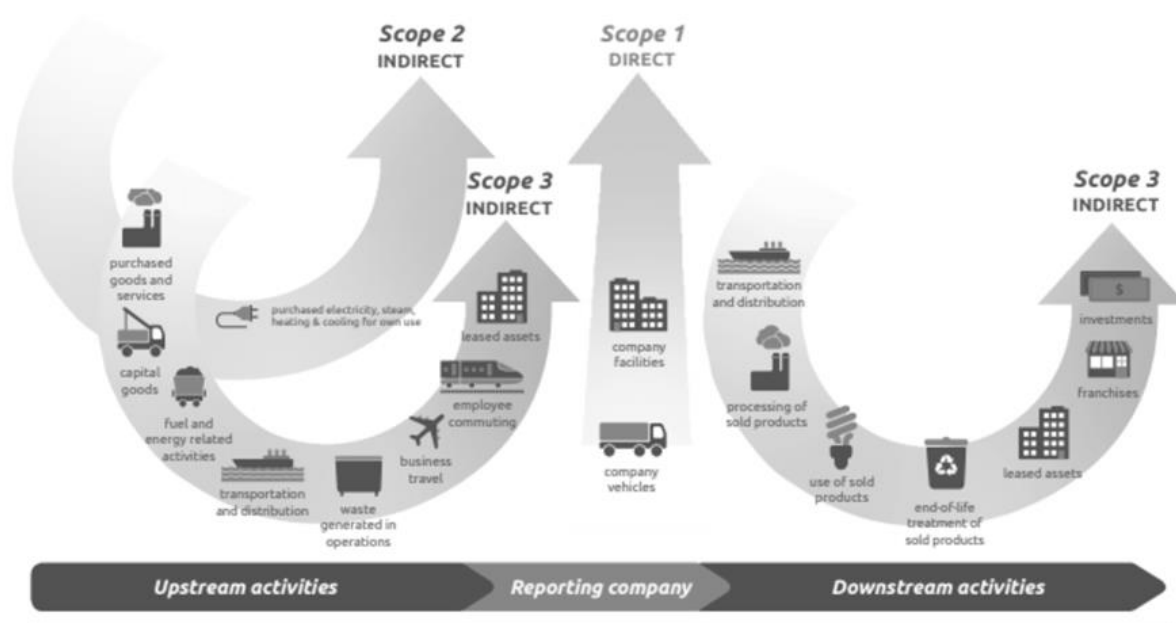 Scope 2
INDIRECT
Scope 1
DIRECT
Scope 3
INDIRECT
Scope 3
INDIRECT
purchased
goods and
services
purchased electricity, steam,
heating & cooling for own use
capital
goods
fuel and
energy related
activities
transportation
and distribution
waste
generated in
operations
business
travel
employee
commuting
leased assets
company
facilities
company
vehicles
transportation
and distribution
processing of
sold products
use of sold
products
end-of-life
treatment of
sold products
leased assets
franchises
$
investments
Upstream activities
Reporting company
Downstream activities